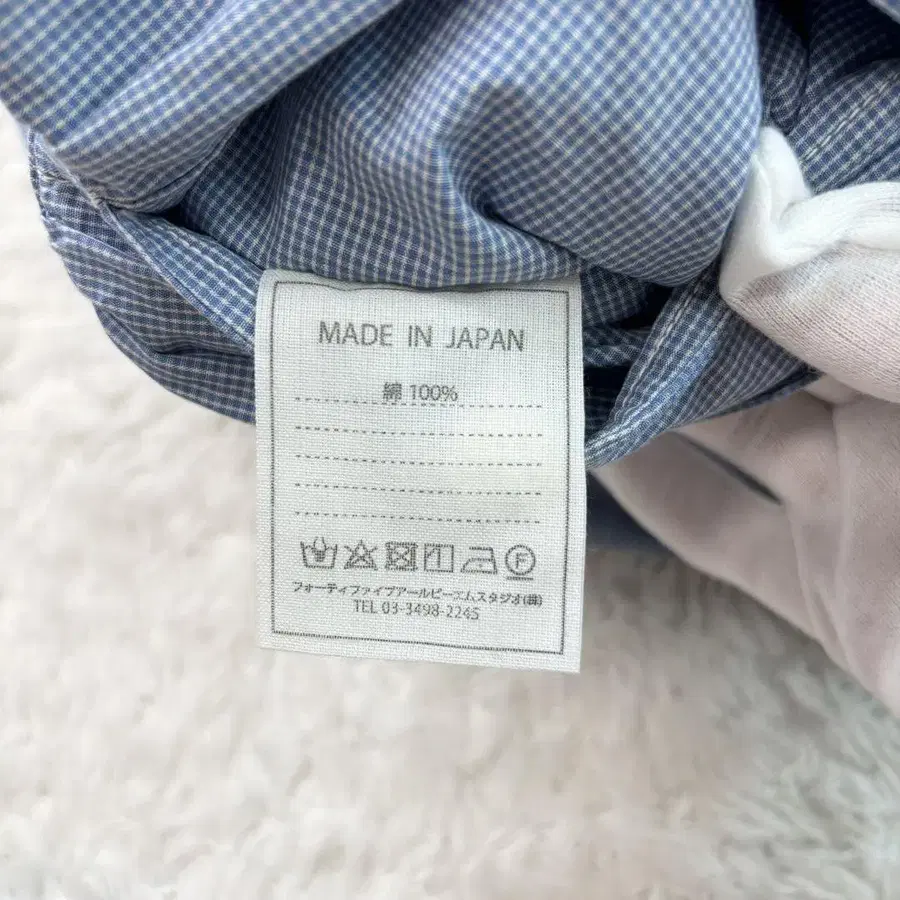 MADE IN JAPAN
綿 100%
フォーティファイブアールピーエムスタジオ(株)
TEL 03-3498-2245